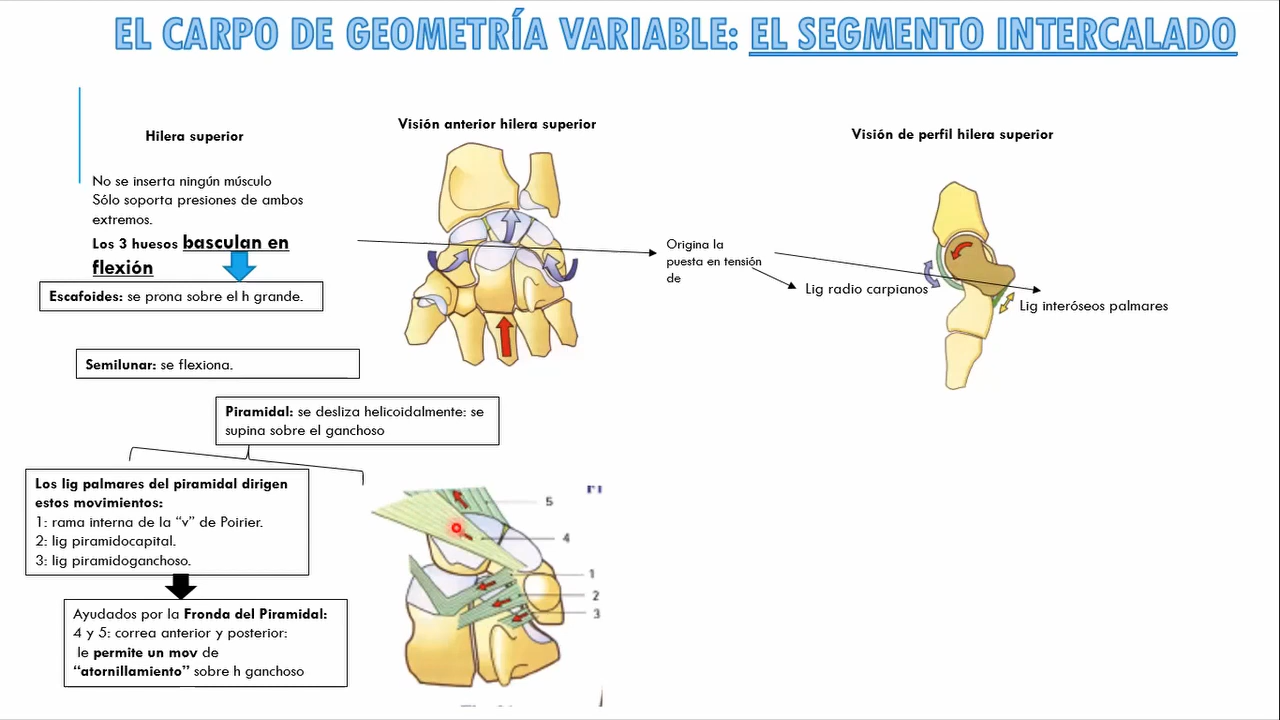 EL CARPO DE GEOMETRÍA VARIABLE: EL SEGMENTO INTERCALADO
Hilera superior
No se inserta ningún músculo
Sólo soporta presiones de ambos
extremos.
Los 3 huesos basculan en
flexión
Escafoides: se prona sobre el h grande.
Semilunar: se flexiona.
Piramidal: se desliza helicoidalmente: se
supina sobre el ganchoso
Los lig palmares del piramidal dirigen
estos movimientos:
1: rama interna de la “v” de Poirier.
2: lig piramidocapital.
3: lig piramidoganchoso.
Ayudados por la Fronda del Piramidal:
4 y 5: correa anterior y posterior:
le permite un mov de
“atornillamiento” sobre h ganchoso
Visión anterior hilera superior
Origina la
puesta en tensión
de
Lig radio carpianos
Visión de perfil hilera superior
Lig interóseos palmares
5
4
1
2
3